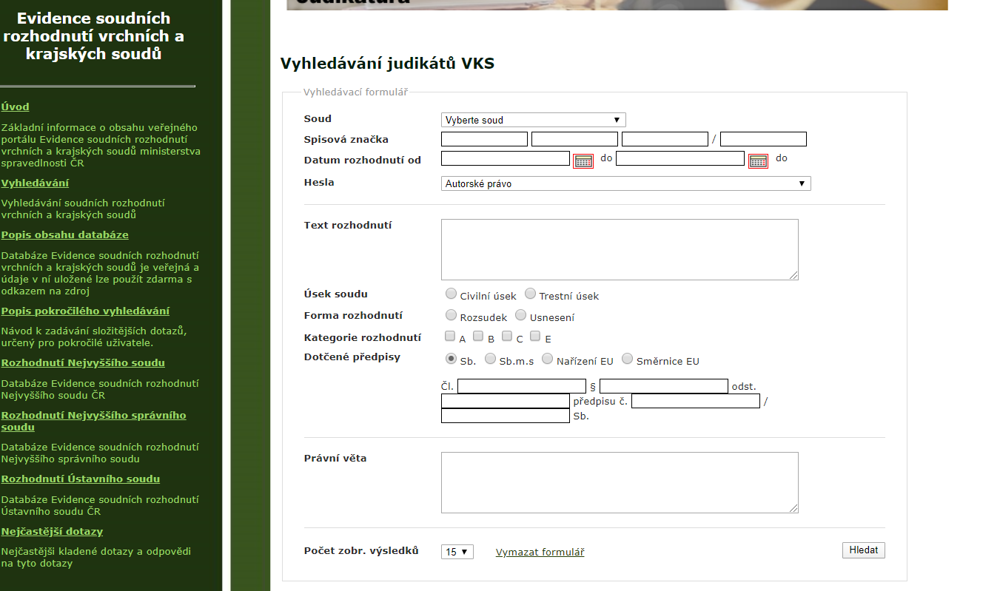 Judikatura
Evidence soudních
rozhodnutí vrchních a
krajských soudů
Úvod
Základní informace o obsahu veřejného
portálu Evidence soudních rozhodnutí
vrchních a krajských soudů ministerstva
spravedlnosti ČR
Vyhledávání
Vyhledávání soudních rozhodnutí
vrchních a krajských soudů
Popis obsahu databáze
Databáze Evidence soudních rozhodnutí
vrchních a krajských soudů je veřejná a
údaje v ní uložené lze použít zdarma s
odkazem na zdroj
Popis pokročilého vyhledávání
Návod k zadávání složitějších dotazů,
určený pro pokročilé uživatele.
Rozhodnutí Nejvyššího soudu
Databáze Evidence soudních rozhodnutí
Nejvyššího soudu ČR
Rozhodnutí Nejvyššího správního
soudu
Databáze Evidence soudních rozhodnutí
Nejvyššího správního soudu
Rozhodnutí Ústavního soudu
Databáze Evidence soudních rozhodnutí
Ústavního soudu ČR
Nejčastější dotazy
Nejčastějši kladené dotazy a odpovědi
na tyto dotazy
Vyhledávání judikátů VKS
Vyhledávací formulář
Soud Vyberte soud
Spisová značka /
Datum rozhodnutí od do do
Hesla Autorské právo
Text rozhodnutí
Úsek soudu Civilní úsek Trestní úsek
Forma rozhodnutí Rozsudek Usnesení
Kategorie rozhodnutí A B C E
Dotčené předpisy Sb. Sb.m.s Nařízení EU Směrnice EU
Čl. § odst.
předpisu č. /
Sb.
Právní věta
Počet zobr. výsledků 15 Vymazat formulář Hledat